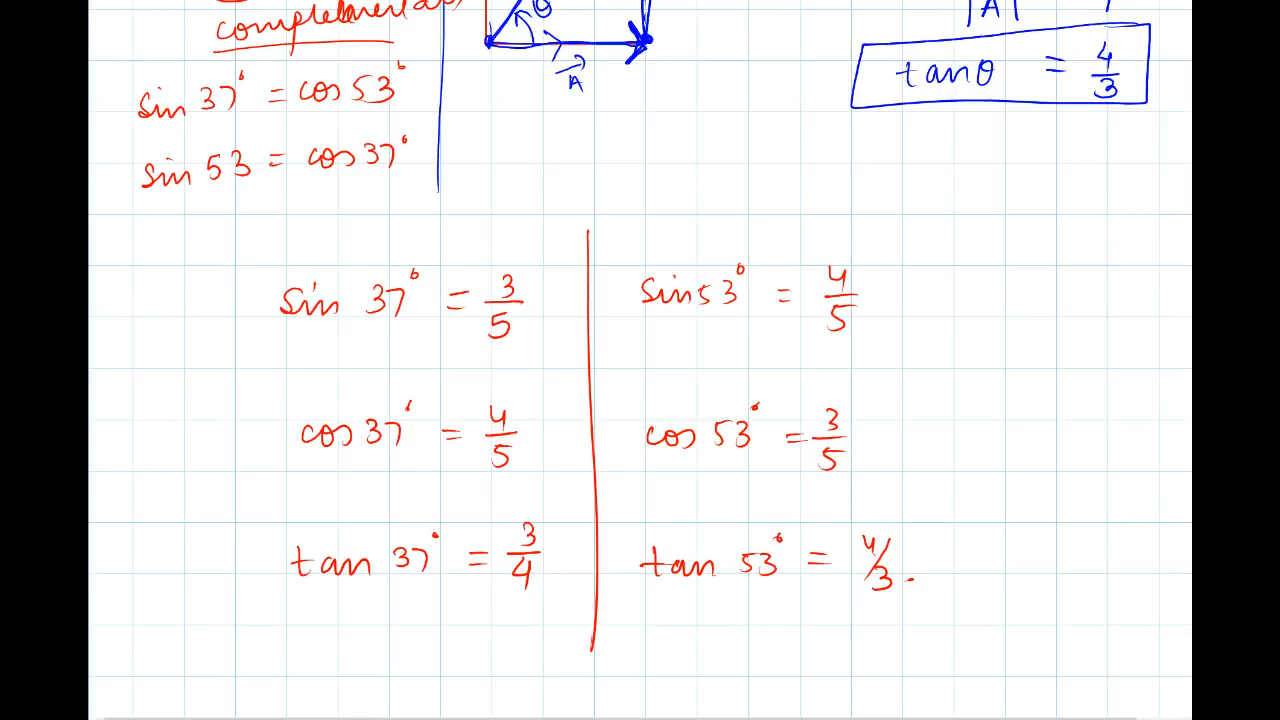 complementary
sin 37° = cos 53°
sin 53 = cos 37°
θ
A
|A|
tanθ = 4/3
sin 37° = 3/5
cos 37° = 4/5
tan 37° = 3/4
sin 53° = 4/5
cos 53° = 3/5
tan 53° = 4/3.